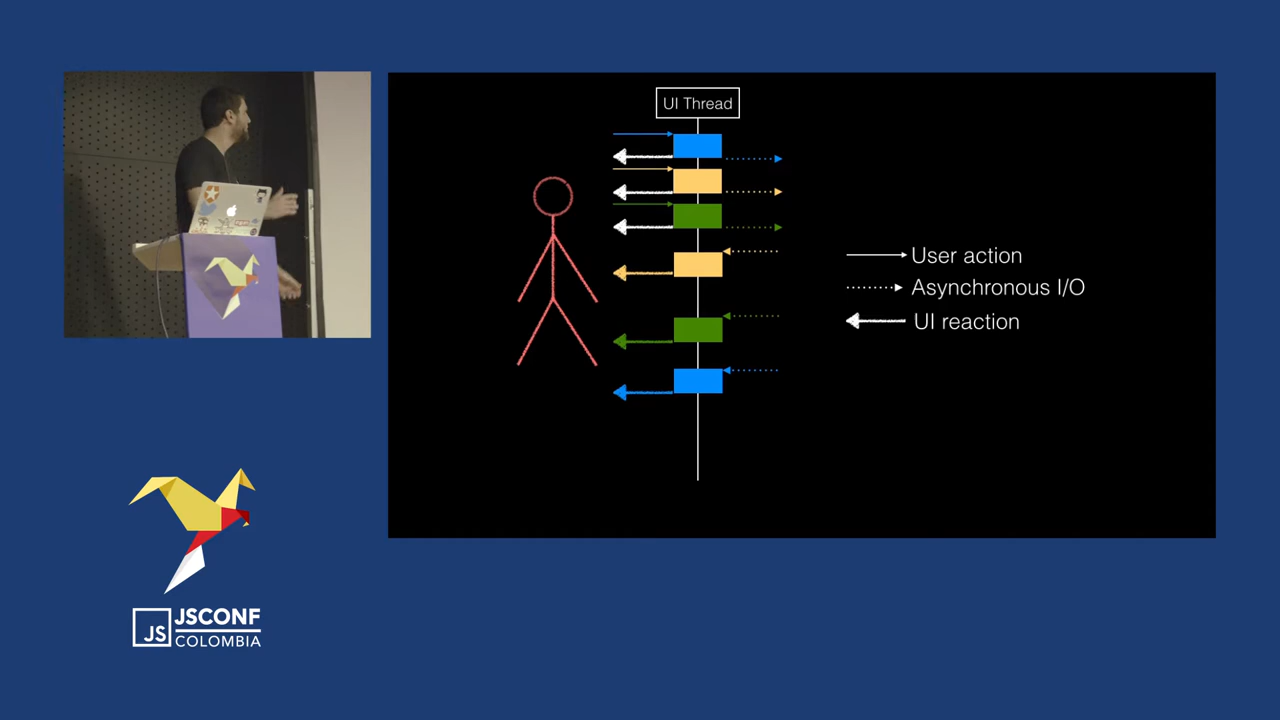 UI Thread
User action
Asynchronous I/O
UI reaction
JS
JSCONF
COLOMBIA